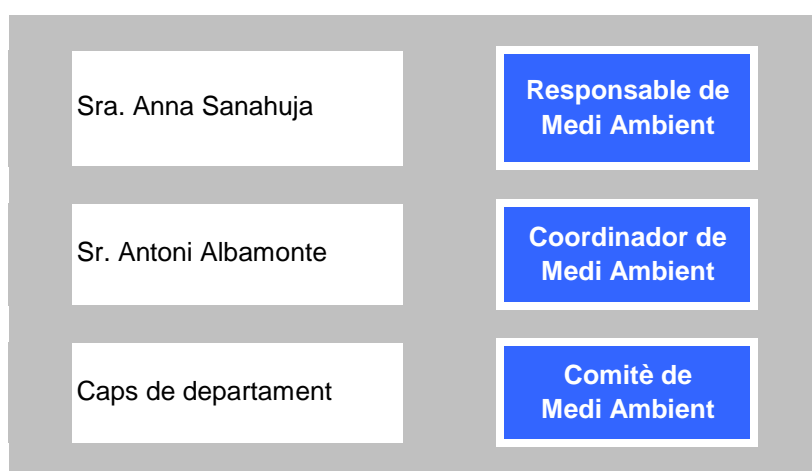 Sra. Anna Sanahuja
Responsable de
Medi Ambient
Sr. Antoni Albamonte
Coordinador de
Medi Ambient
Caps de departament
Comitè de
Medi Ambient